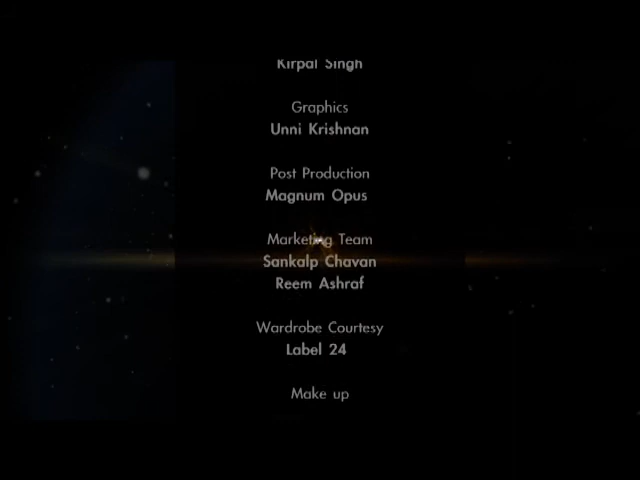 Kirpal Singh
Graphics
Unni Krishnan
Post Production
Magnum Opus
Marketing Team
Sankalp Chavan
Reem Ashraf
Wardrobe Courtesy
Label 24
Make up